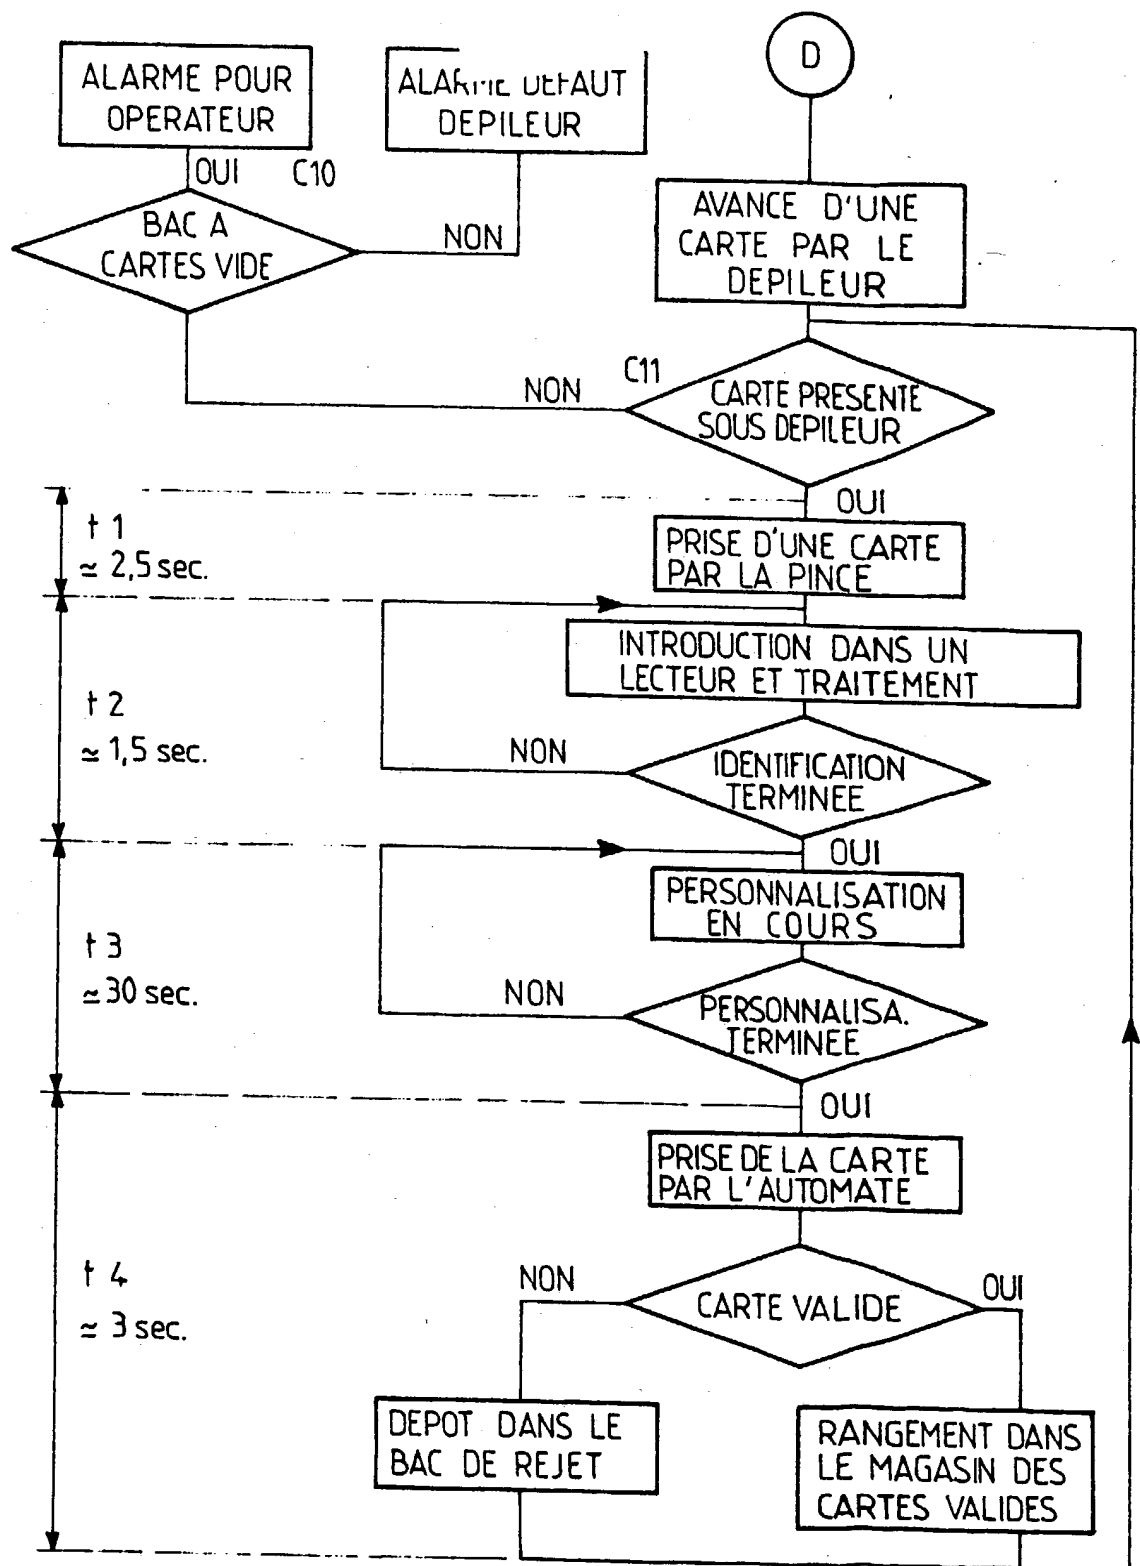 ALARME POUR
OPERATEUR
DEFAUT
DEPILEUR
D
OUI
C10
BAC A
CARTES VIDE
NON
AVANCE D'UNE
CARTE PAR LE
DEPILEUR
C11
NON
CARTE PRESENTE
SOUS DEPILEUR
OUI
t 1
≃ 2,5 sec.
PRISE D'UNE CARTE
PAR LA PINCE
INTRODUCTION DANS UN
LECTEUR ET TRAITEMENT
t 2
≃ 1,5 sec.
NON
IDENTIFICATION
TERMINEE
OUI
PERSONNALISATION
EN COURS
t 3
≃ 30 sec.
NON
PERSONNALISA.
TERMINEE
OUI
PRISE DE LA CARTE
PAR L'AUTOMATE
t 4
≃ 3 sec.
NON
CARTE VALIDE
OUI
DEPOT DANS LE
BAC DE REJET
RANGEMENT DANS
LE MAGASIN DES
CARTES VALIDES